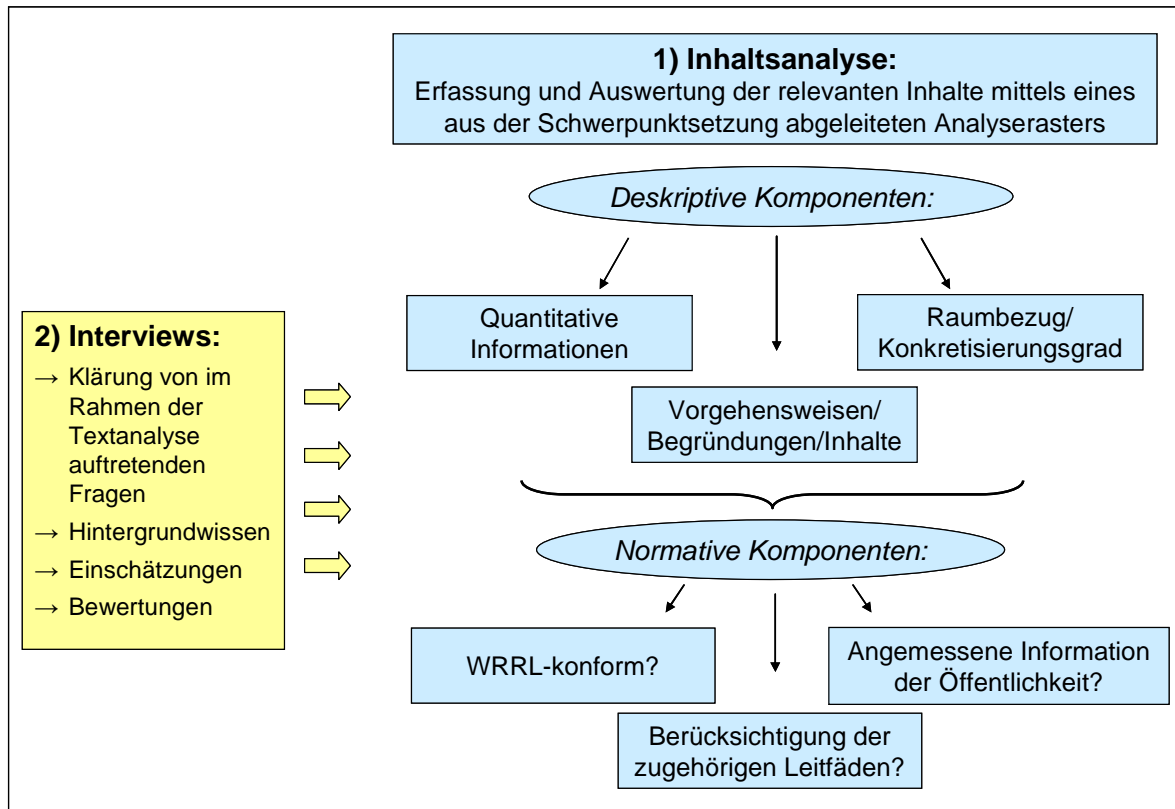 1) Inhaltsanalyse:
Erfassung und Auswertung der relevanten Inhalte mittels eines
aus der Schwerpunktsetzung abgeleiteten Analyserasters
Deskriptive Komponenten:
Quantitative
Informationen
Raumbezug/
Konkretisierungsgrad
Vorgehensweisen/
Begründungen/Inhalte
2) Interviews:
→ Klärung von im
Rahmen der
Textanalyse
auftretenden
Fragen
→ Hintergrundwissen
→ Einschätzungen
→ Bewertungen
Normative Komponenten:
WRRL-konform?
Angemessene Information
der Öffentlichkeit?
Berücksichtigung der
zugehörigen Leitfäden?